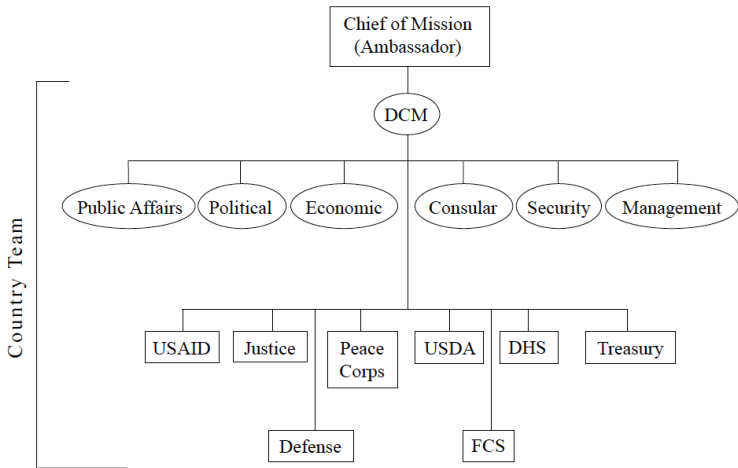 Chief of Mission
(Ambassador)
DCM
Public Affairs
Political
Economic
Consular
Security
Management
Country Team
USAID
Justice
Peace
Corps
USDA
DHS
Treasury
Defense
FCS